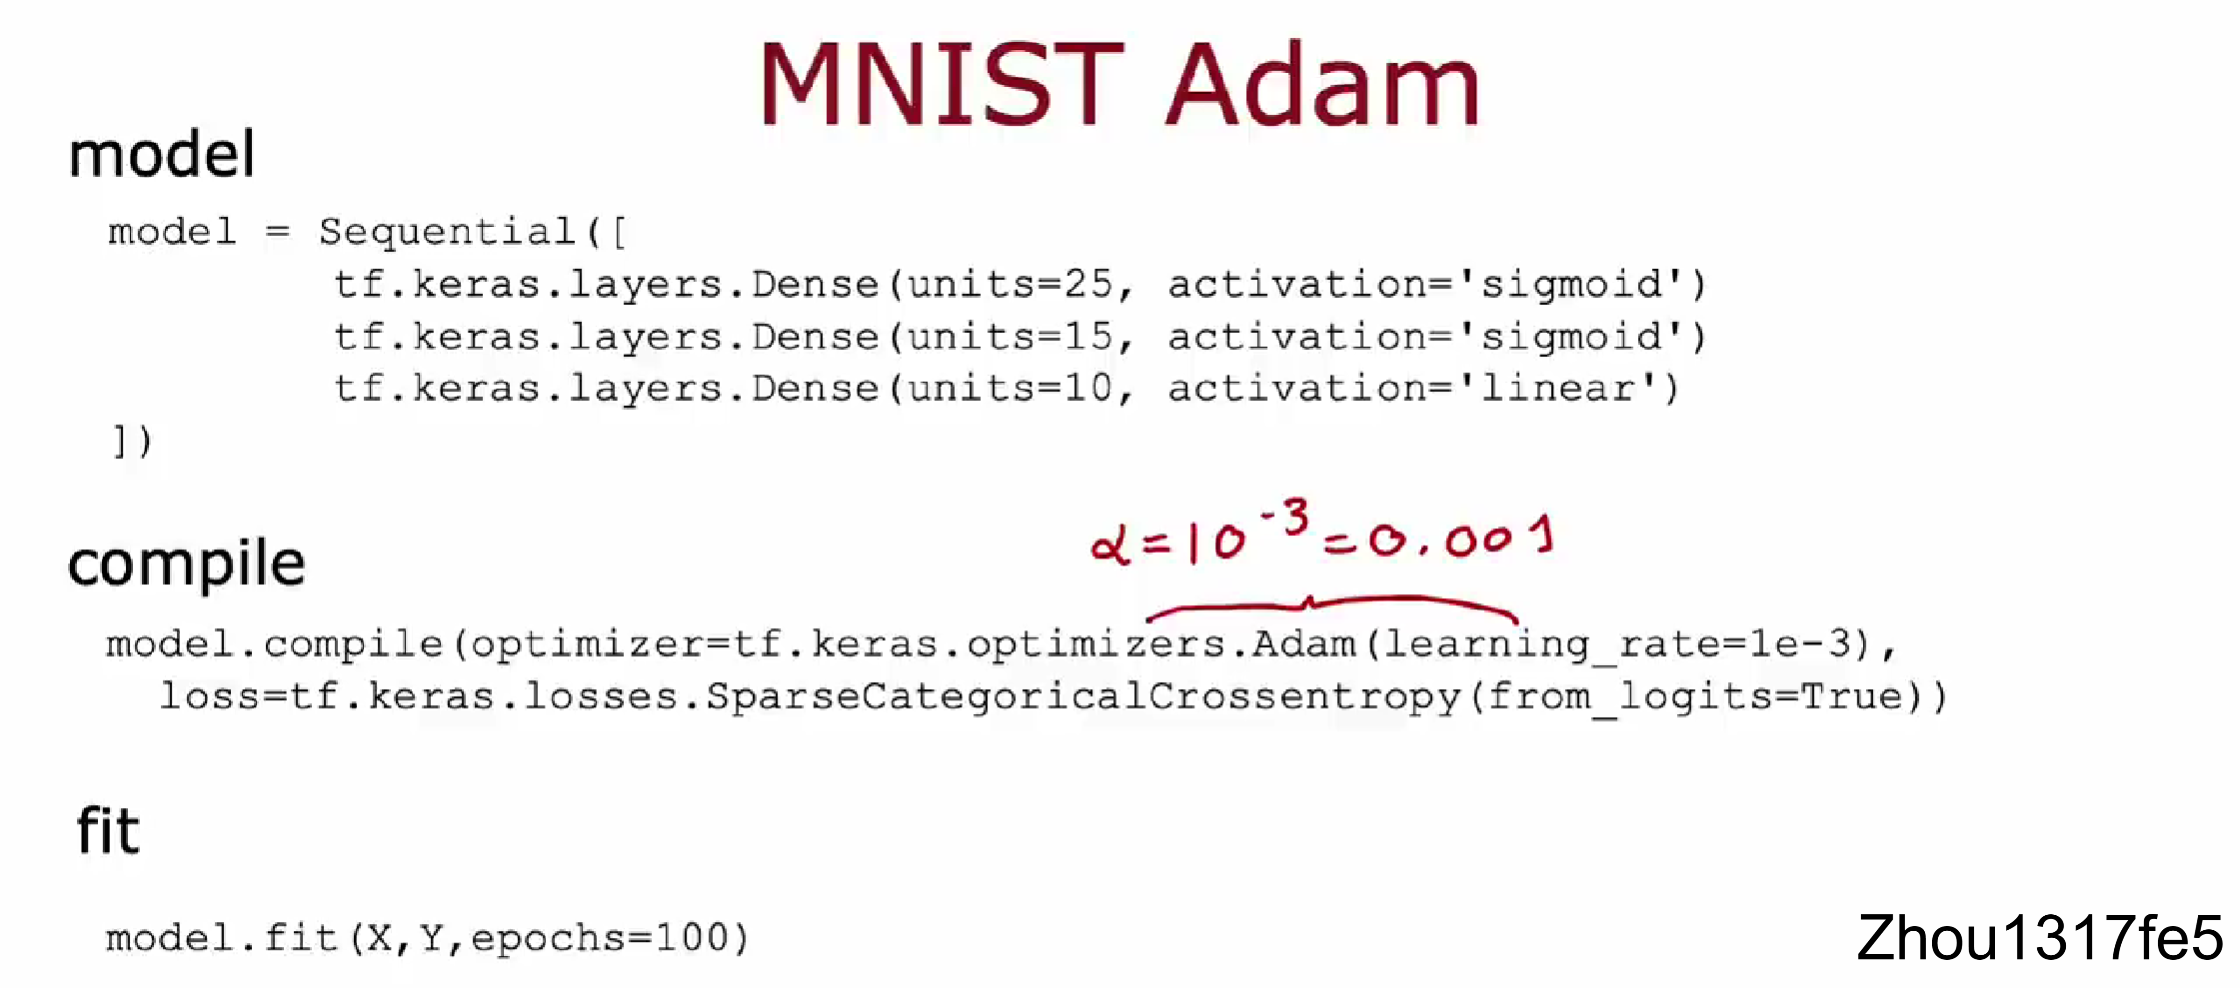 MNIST Adam
model
model = Sequential([
tf.keras.layers.Dense(units=25, activation='sigmoid')
tf.keras.layers.Dense(units=15, activation='sigmoid')
tf.keras.layers.Dense(units=10, activation='linear')
])
α=10⁻³=0.001
compile
model.compile(optimizer=tf.keras.optimizers.Adam(learning_rate=1e-3),
loss=tf.keras.losses.SparseCategoricalCrossentropy(from_logits=True))
fit
model.fit(X,Y,epochs=100)
Zhou1317fe5